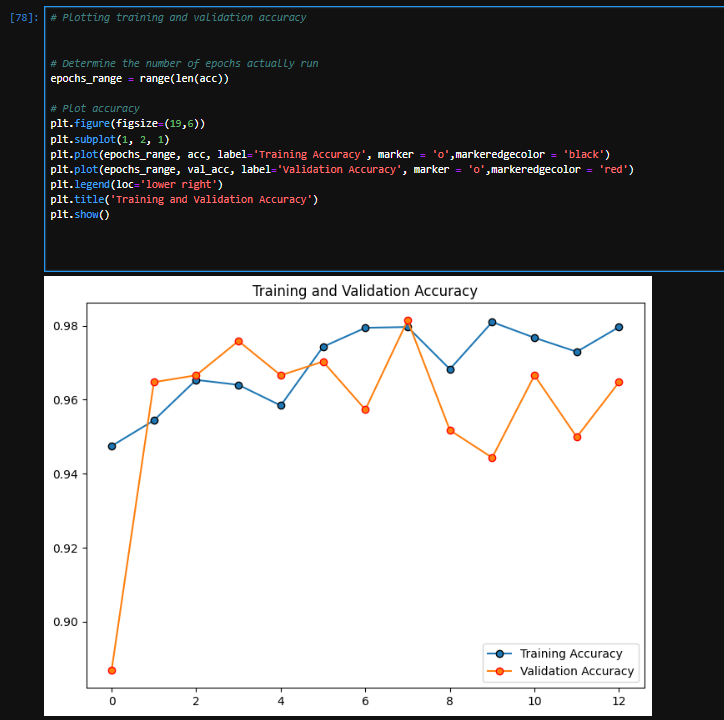 [78]: # Plotting training and validation accuracy
# Determine the number of epochs actually run
epochs_range = range(len(acc))
# Plot accuracy
plt.figure(figsize=(19,6))
plt.subplot(1, 2, 1)
plt.plot(epochs_range, acc, label='Training Accuracy', marker = 'o',markeredgecolor = 'black')
plt.plot(epochs_range, val_acc, label='Validation Accuracy', marker = 'o',markeredgecolor = 'red')
plt.legend(loc='lower right')
plt.title('Training and Validation Accuracy')
plt.show()
Training and Validation Accuracy
0.98
0.96
0.94
0.92
0.90
Training Accuracy
Validation Accuracy
0 2 4 6 8 10 12